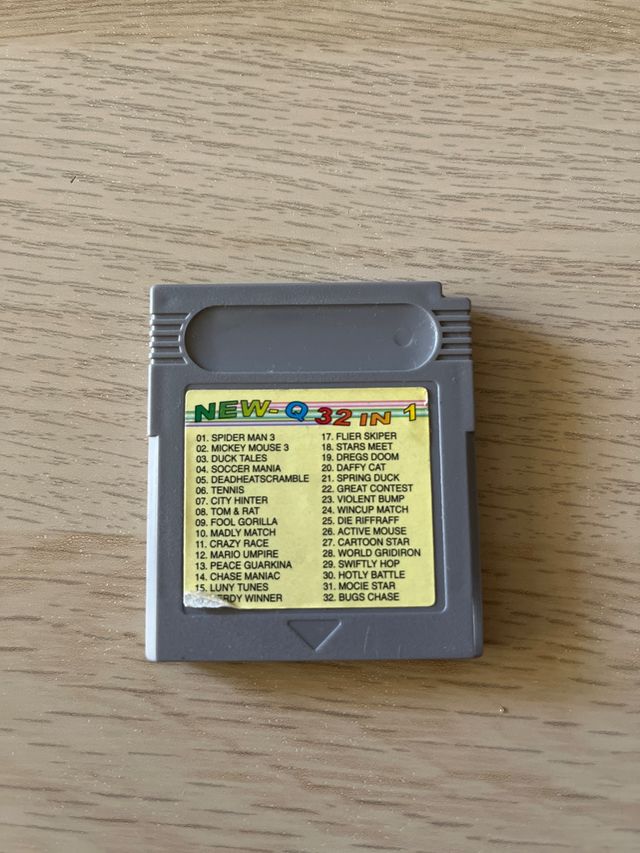 NEW-Q 32 IN 1
01. SPIDER MAN 3
02. MICKEY MOUSE 3
03. DUCK TALES
04. SOCCER MANIA
05. DEADHEATSCRAMBLE
06. TENNIS
07. CITY HINTER
08. TOM & RAT
09. FOOL GORILLA
10. MADLY MATCH
11. CRAZY RACE
12. MARIO UMPIRE
13. PEACE GUARKINA
14. CHASE MANIAC
15. LUNY TUNES
WINNER
17. FLIER SKIPER
18. STARS MEET
19. DREGS DOOM
20. DAFFY CAT
21. SPRING DUCK
22. GREAT CONTEST
23. VIOLENT BUMP
24. WINCUP MATCH
25. DIE RIFFRAFF
26. ACTIVE MOUSE
27. CARTOON STAR
28. WORLD GRIDIRON
29. SWIFTLY HOP
30. HOTLY BATTLE
31. MOCIE STAR
32. BUGS CHASE